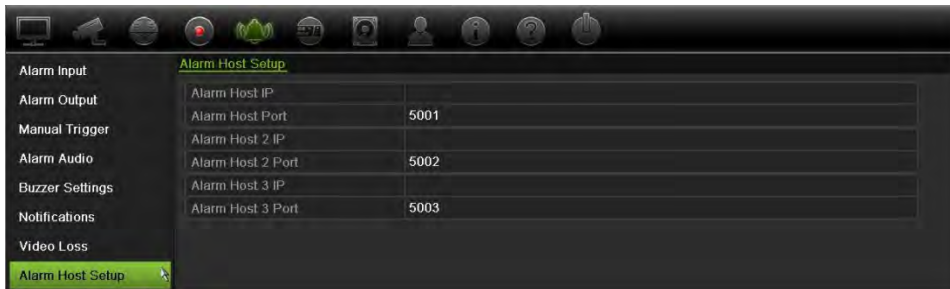 Alarm Input
Alarm Output
Manual Trigger
Alarm Audio
Buzzer Settings
Notifications
Video Loss
Alarm Host Setup
Alarm Host Setup
Alarm Host IP
Alarm Host Port 5001
Alarm Host 2 IP
Alarm Host 2 Port 5002
Alarm Host 3 IP
Alarm Host 3 Port 5003